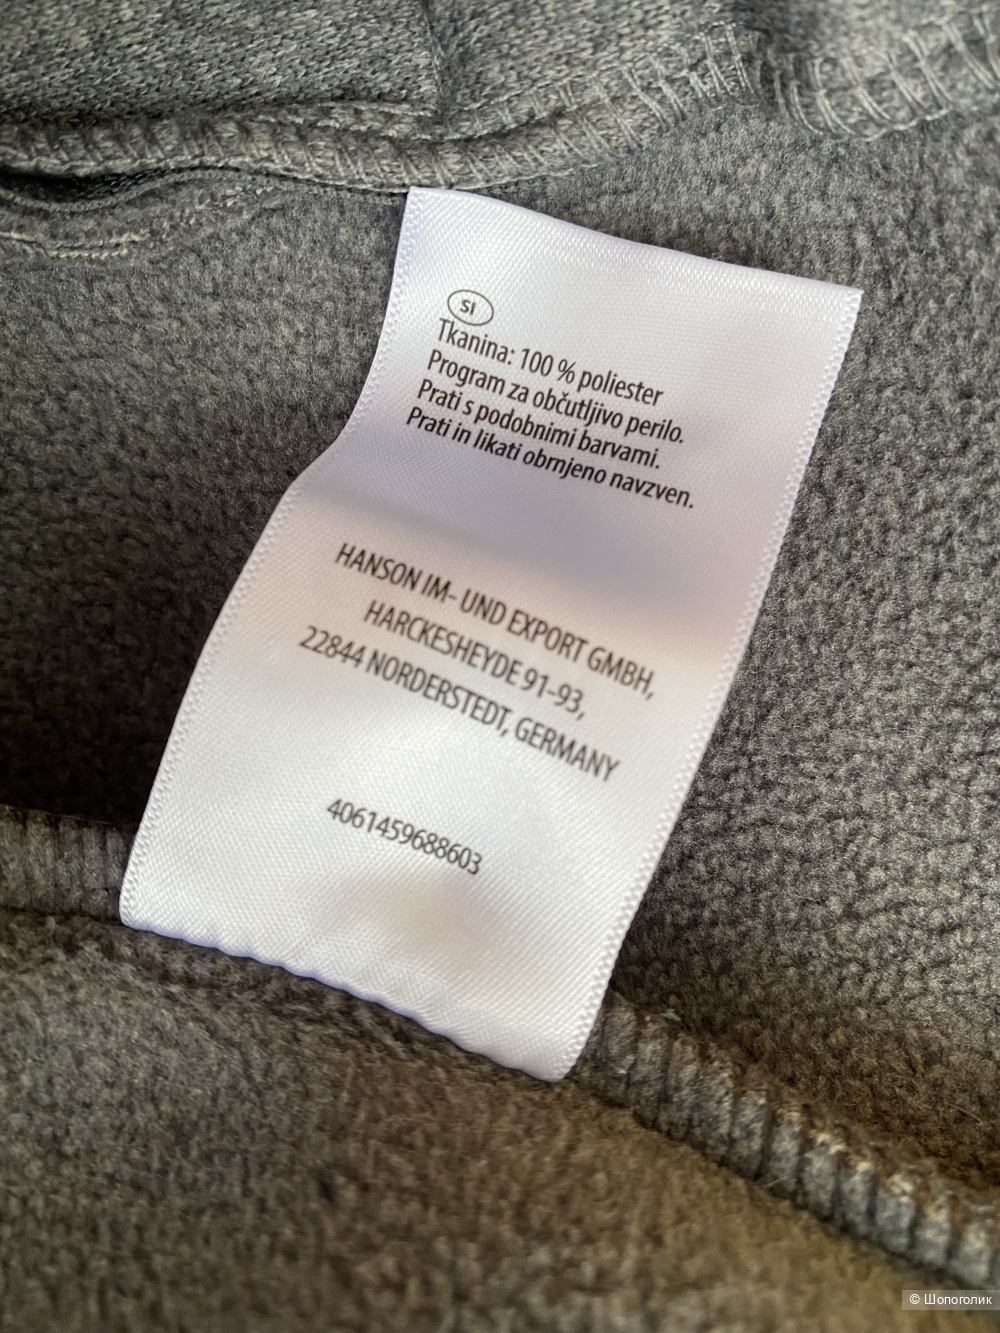 SI
Tkanina: 100 % poliester
Program za občutljivo perilo.
Prati s podobnimi barvami.
Prati in likati obrnjeno navzven.
HANSON IM- UND EXPORT GMBH,
HARCKESHEYDE 91-93,
22844 NORDERSTEDT, GERMANY
4061459688603
© Шопоголик